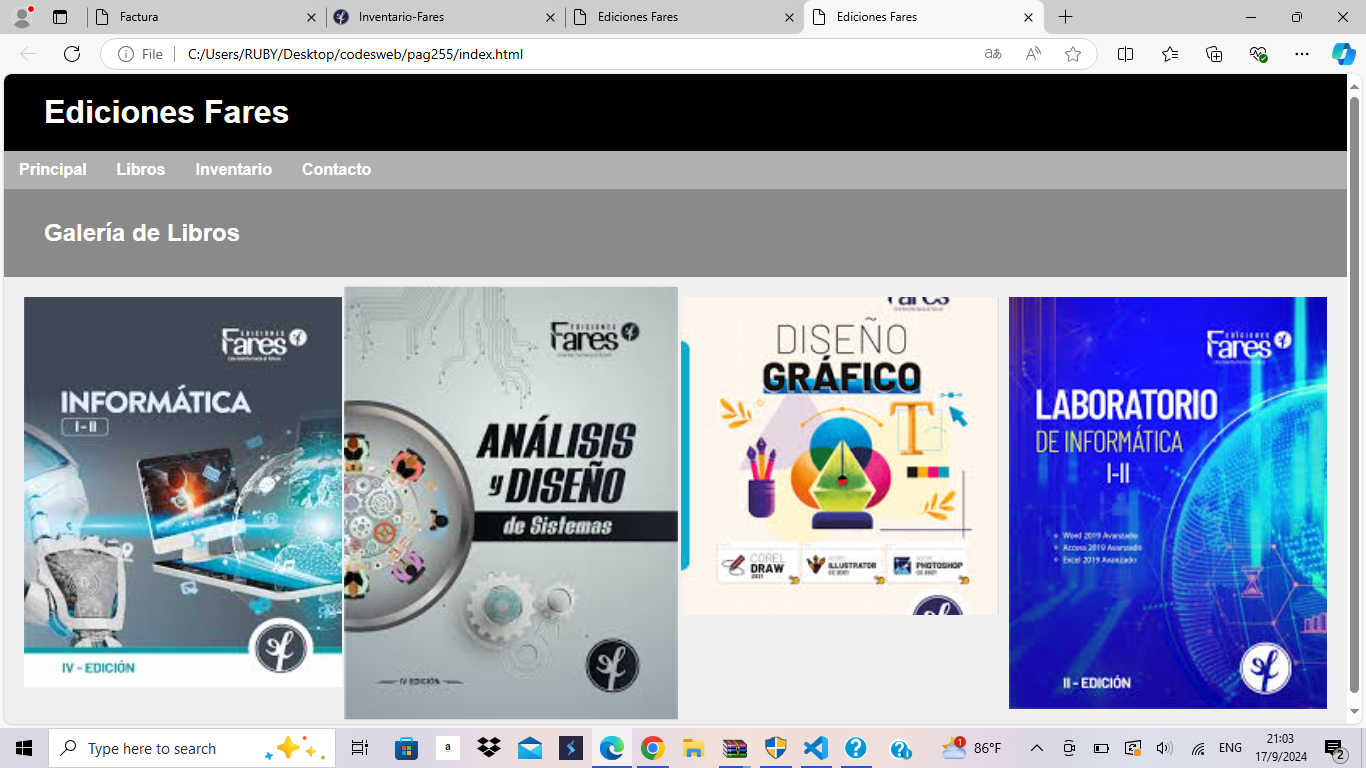 Factura
Inventario-Fares
Ediciones Fares
Ediciones Fares
File
C:/Users/RUBY/Desktop/codesweb/pag255/index.html
Ediciones Fares
Principal Libros Inventario Contacto
Galería de Libros
EDICIONES
Fares
INFORMÁTICA
I - II
IV - EDICIÓN
EDICIONES
Fares
ANÁLISIS
y DISEÑO
de Sistemas
IV EDICIÓN
Fares
DISEÑO
GRÁFICO
COREL
DRAW
2021
ADOBE
ILLUSTRATOR
CC 2021
ADOBE
PHOTOSHOP
CC 2021
EDICIONES
Fares
LABORATORIO
DE INFORMÁTICA
I-II
Word 2019 Avanzado
Access 2019 Avanzado
Excel 2019 Avanzado
II - EDICIÓN
Type here to search
a
1
86°F
ENG
21:03
17/9/2024
2